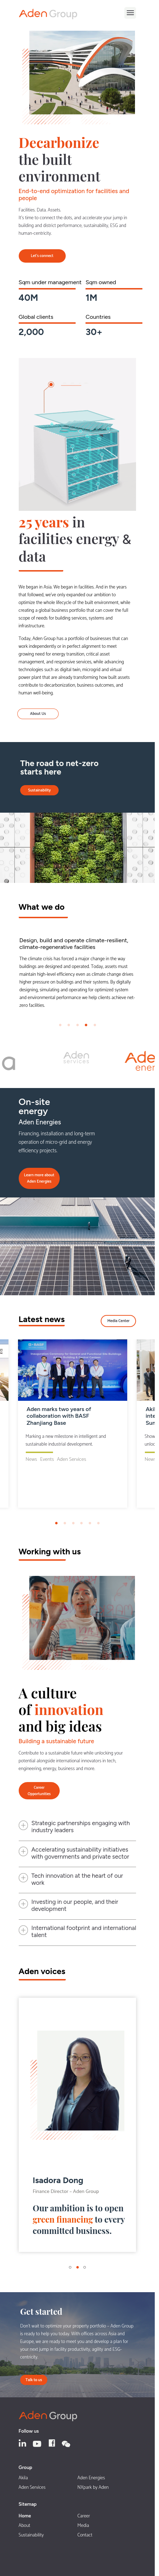 Aden Group
Decarbonize
the built
environment
End-to-end optimization for facilities and
people
Facilities. Data. Assets
It's time to connect the dots, and accelerate your jump in
building and district performance, sustainability, ESG and
human-centricity.
Let's connect
Sqm under management
Sqm owned
40M
1M
Global clients
Countries
2,000
30+
25 years in
facilities energy &
data
We began in Asia. We began in facilities. And in the years
that followed, we've only expanded our ambition to
optimize the whole lifecycle of the built environment, while
creating a global business portfolio that can cover the full
scope of needs for building services, systems and
infrastructure.
Today, Aden Group has a portfolio of businesses that can
work independently or in perfect alignment to meet
growing need for energy transition, critical asset
management, and responsive services, while advancing
technologies such as digital twin, microgrid and virtual
power plant that are already transforming how built assets
contribute to decarbonization, business outcomes, and
human well-being.
About Us
The road to net-zero
starts here
Sustainability
What we do
Design, build and operate climate-resilient,
climate-regenerative facilities
The climate crisis has forced a major change in the way
buildings are designed and operated. Today, assets must
maintain high-level efficiency even as climate change places
higher pressures on buildings and their systems. By digitally
designing, simulating and operating for optimized system
and environmental performance we help clients achieve net-
zero facilities.
a
Aden
services
Ade
ener
On-site
energy
Aden Energies
Financing, installation and long-term
operation of micro-grid and energy
efficiency projects.
Learn more about
Aden Energies
Latest news
Media Center
Aden marks two years of
collaboration with BASF
Zhanjiang Base
Marking a new milestone in intelligent and
sustainable industrial development
News Events Aden Services
Aki
inte
Sur
Show
News
Working with us
A culture
of innovation
and big ideas
Building a sustainable future
Contribute to a sustainable future while unlocking your
potential alongside international innovators in tech,
engineering, energy, business and more.
Career
Opportunities
Strategic partnerships engaging with
industry leaders
Accelerating sustainability initiatives
with governments and private sector
Tech innovation at the heart of our
work
Investing in our people, and their
development
International footprint and international
talent
Aden voices
Isadora Dong
Finance Director – Aden Group
Our ambition is to open
green financing to every
committed business.
Get started
Don't wait to optimize your property portfolio – Aden Group
is ready to help you today. With offices across Asia and
Europe, we are ready to meet you and develop a plan for
your next jump in facility productivity, agility and ESG-
centricity.
Talk to us
Aden Group
Follow us
Group
Akila
Aden Energies
Aden Services
NXpark by Aden
Sitemap
Home
Career
About
Media
Sustainability
Contact